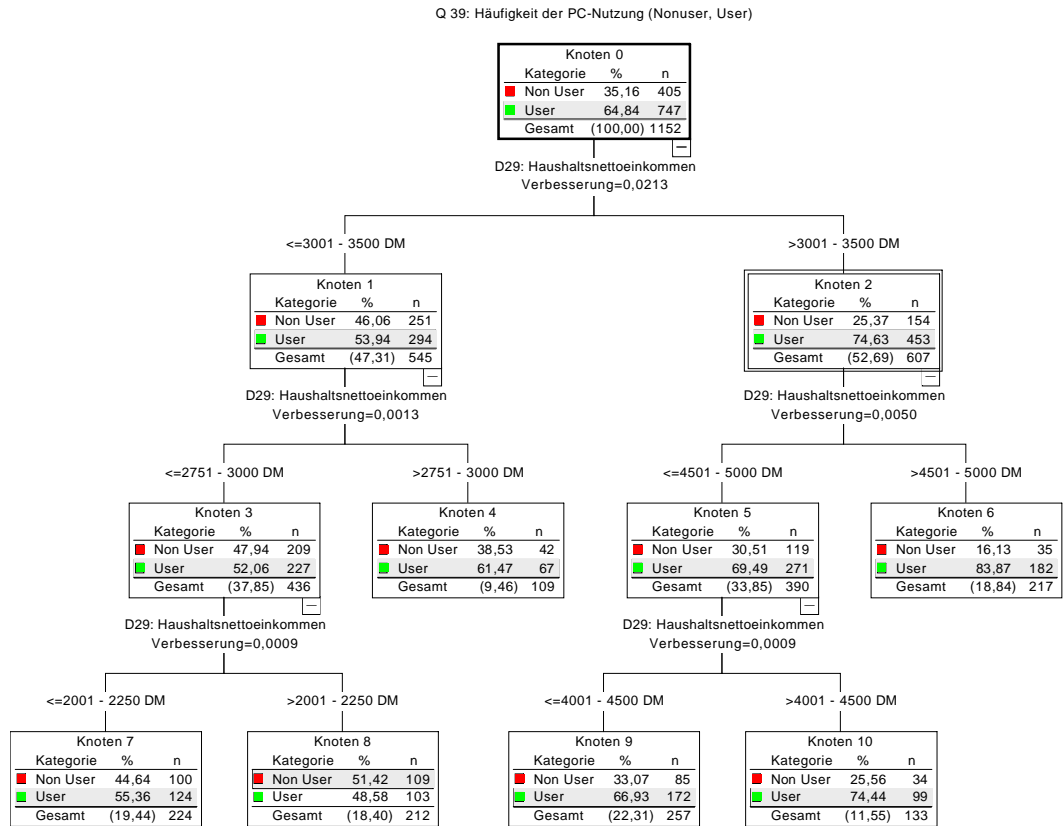 Q 39: Häufigkeit der PC-Nutzung (Nonuser, User)
Knoten 0
Kategorie % n
Non User 35,16 405
User 64,84 747
Gesamt (100,00) 1152
D29: Haushaltsnettoeinkommen
Verbesserung=0,0213
<=3001 - 3500 DM
>3001 - 3500 DM
Knoten 1
Kategorie % n
Non User 46,06 251
User 53,94 294
Gesamt (47,31) 545
D29: Haushaltsnettoeinkommen
Verbesserung=0,0013
Knoten 2
Kategorie % n
Non User 25,37 154
User 74,63 453
Gesamt (52,69) 607
D29: Haushaltsnettoeinkommen
Verbesserung=0,0050
<=2751 - 3000 DM
>2751 - 3000 DM
<=4501 - 5000 DM
>4501 - 5000 DM
Knoten 3
Kategorie % n
Non User 47,94 209
User 52,06 227
Gesamt (37,85) 436
D29: Haushaltsnettoeinkommen
Verbesserung=0,0009
Knoten 4
Kategorie % n
Non User 38,53 42
User 61,47 67
Gesamt (9,46) 109
Knoten 5
Kategorie % n
Non User 30,51 119
User 69,49 271
Gesamt (33,85) 390
D29: Haushaltsnettoeinkommen
Verbesserung=0,0009
Knoten 6
Kategorie % n
Non User 16,13 35
User 83,87 182
Gesamt (18,84) 217
<=2001 - 2250 DM
>2001 - 2250 DM
<=4001 - 4500 DM
>4001 - 4500 DM
Knoten 7
Kategorie % n
Non User 44,64 100
User 55,36 124
Gesamt (19,44) 224
Knoten 8
Kategorie % n
Non User 51,42 109
User 48,58 103
Gesamt (18,40) 212
Knoten 9
Kategorie % n
Non User 33,07 85
User 66,93 172
Gesamt (22,31) 257
Knoten 10
Kategorie % n
Non User 25,56 34
User 74,44 99
Gesamt (11,55) 133